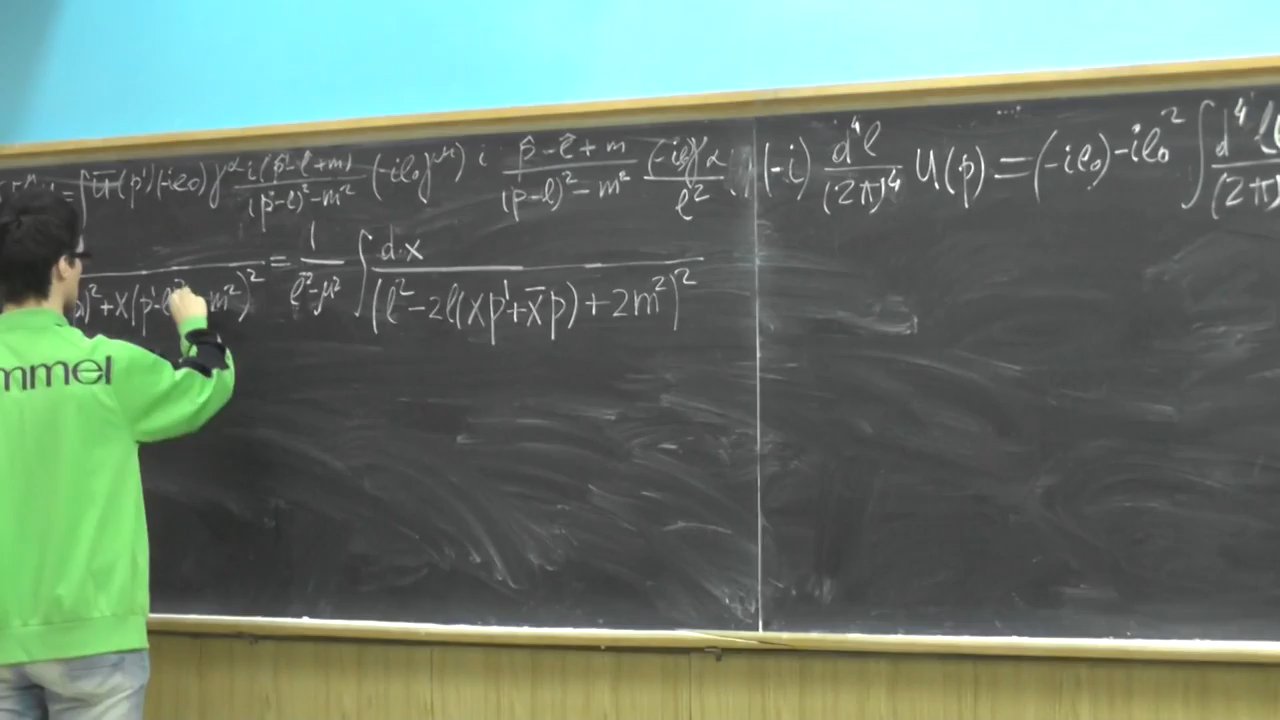 = ∫ ū(p')(-ie₀)γ^α i(p̂'-ℓ+m)/((p'-ℓ)²-m²) (-ie₀γ^μ) i (p̂-ℓ̂+m)/((p-ℓ)²-m²) (-ie₀)γ_α/ℓ² (-i) d⁴ℓ/(2π)⁴ U(p) = (-ie₀)-ie₀² ∫ d⁴ℓ/(2π)
)²+x(p'-ℓ)² m²)² = 1/(ℓ²-μ²) ∫ dx/(ℓ²-2ℓ(xp'+x̄p)+2m²)²
mmel